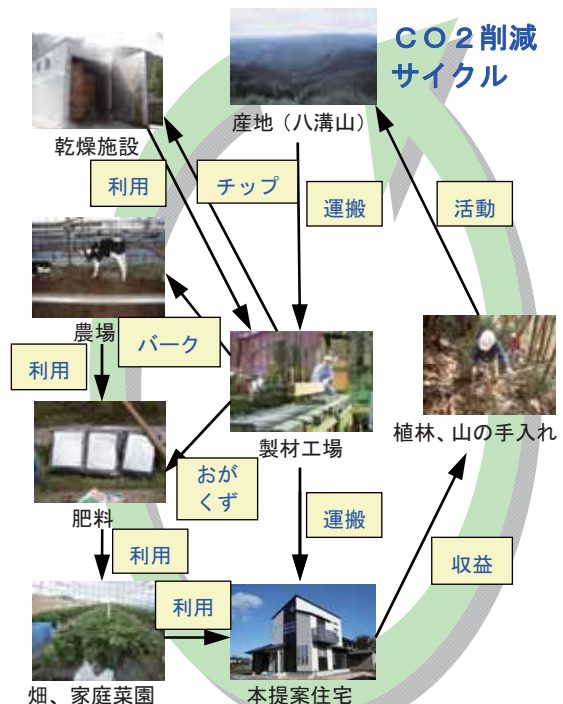 CO2削減
サイクル
産地（八溝山）
乾燥施設
利用
チップ
運搬
活動
農場
バーク
利用
製材工場
植林、山の手入れ
おが
くず
肥料
運搬
利用
収益
利用
畑、家庭菜園
本提案住宅